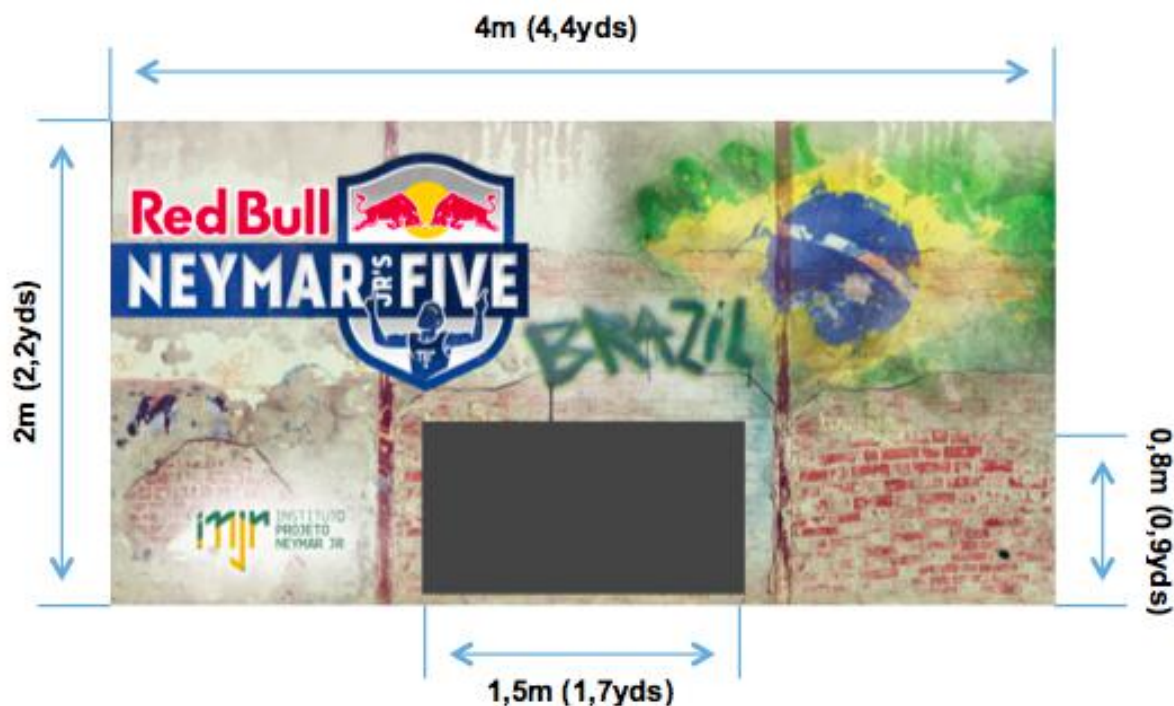 4m (4,4yds)
2m (2,2yds)
Red Bull
NEYMAR JR'S FIVE
BRAZIL
INSTITUTO
PROJETO
NEYMAR JR
0,8m (0,9yds)
1,5m (1,7yds)